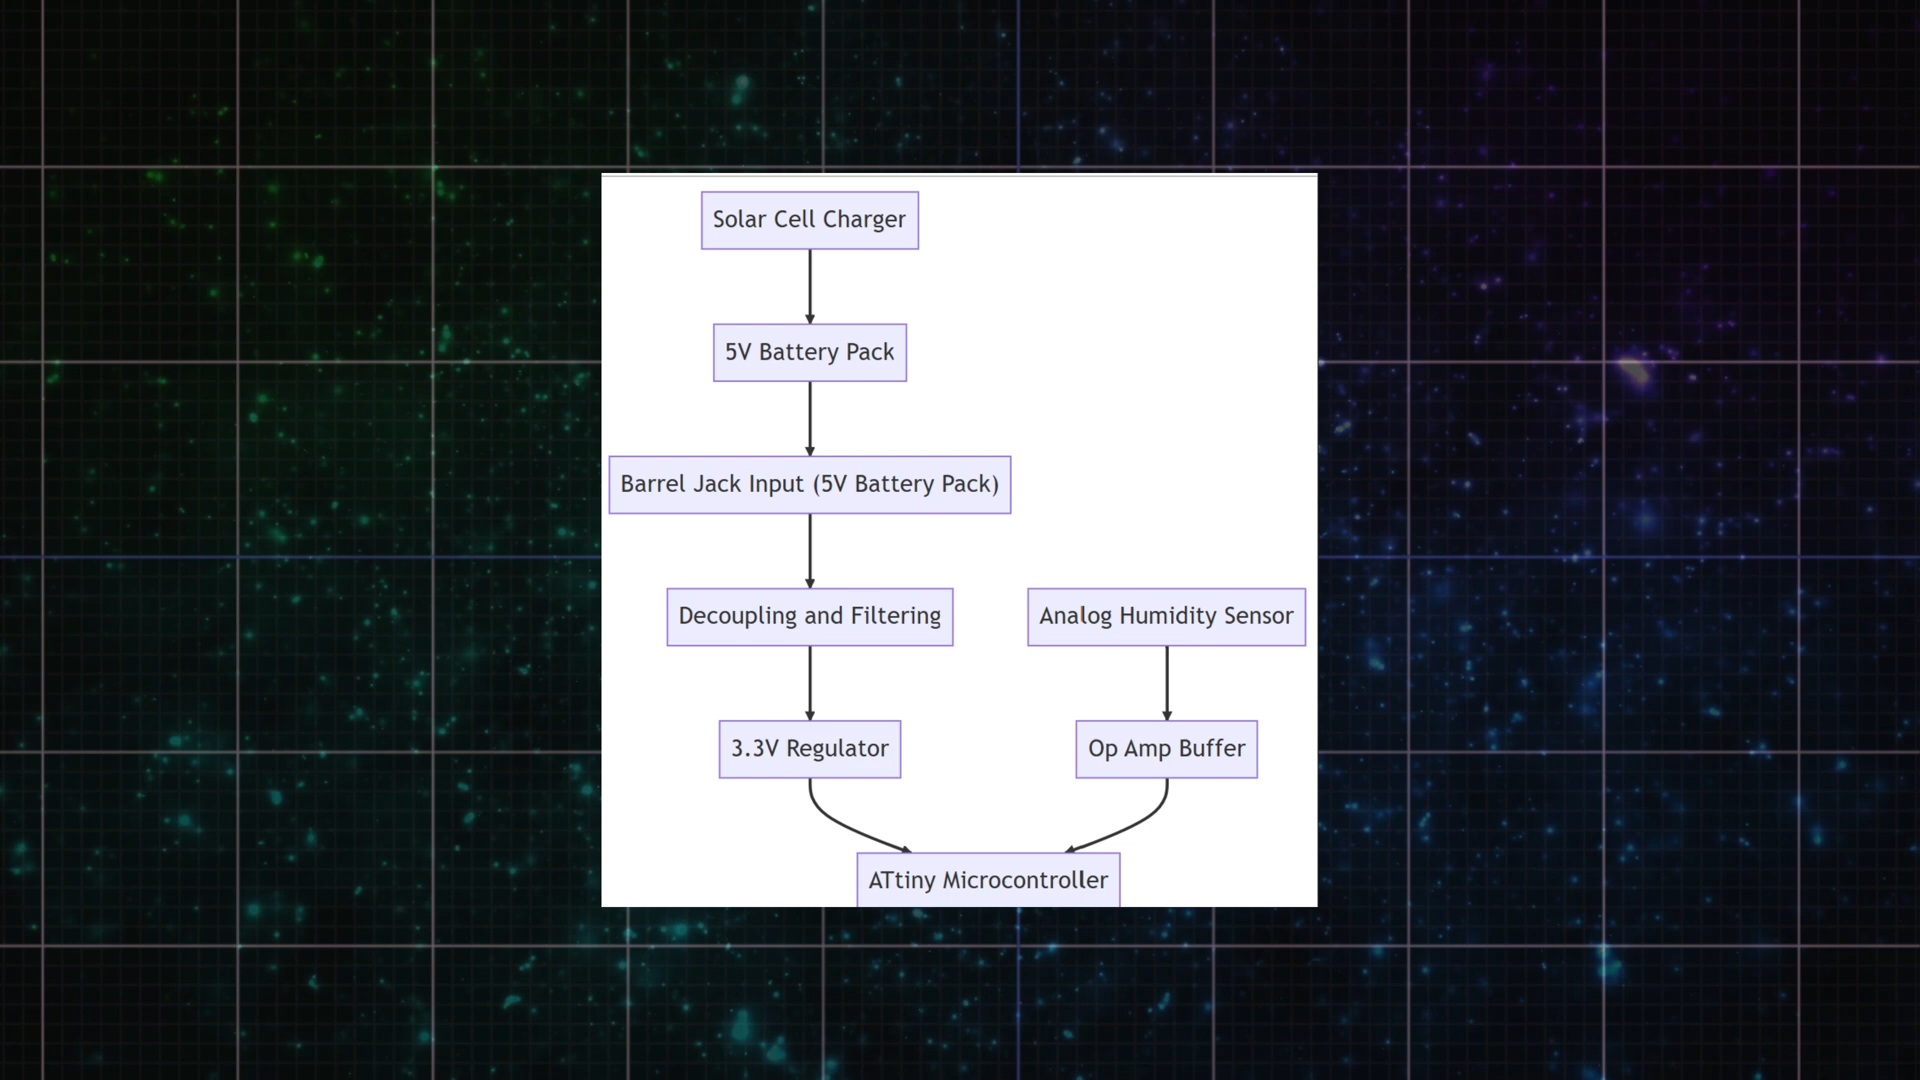 Solar Cell Charger
5V Battery Pack
Barrel Jack Input (5V Battery Pack)
Decoupling and Filtering
Analog Humidity Sensor
3.3V Regulator
Op Amp Buffer
ATtiny Microcontroller